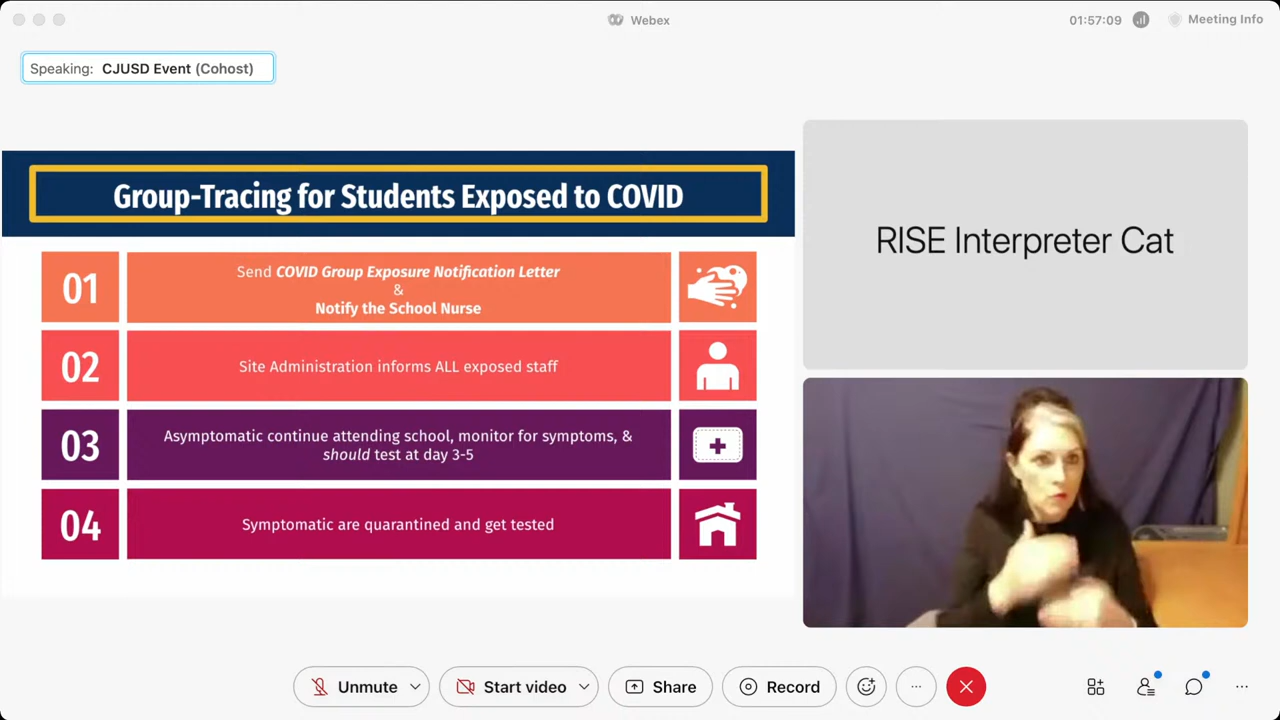 Webex
01:57:09
Meeting Info
Speaking: CJUSD Event (Cohost)
Group-Tracing for Students Exposed to COVID
01
Send COVID Group Exposure Notification Letter
&
Notify the School Nurse
02
Site Administration informs ALL exposed staff
03
Asymptomatic continue attending school, monitor for symptoms, &
should test at day 3-5
04
Symptomatic are quarantined and get tested
RISE Interpreter Cat
Unmute
Start video
Share
Record